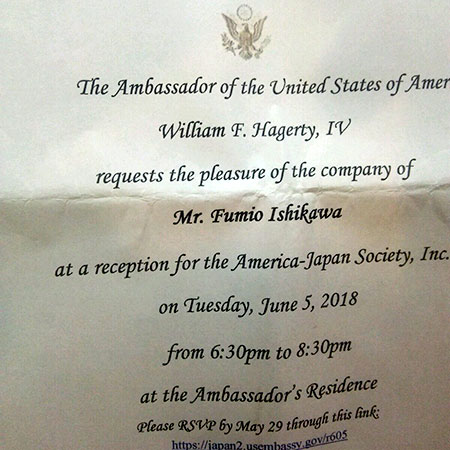 The Ambassador of the United States of Amer
William F. Hagerty, IV
requests the pleasure of the company of
Mr. Fumio Ishikawa
at a reception for the America-Japan Society, Inc.
on Tuesday, June 5, 2018
from 6:30pm to 8:30pm
at the Ambassador's Residence
Please RSVP by May 29 through this link:
https://japan2.usembassy.gov/r605